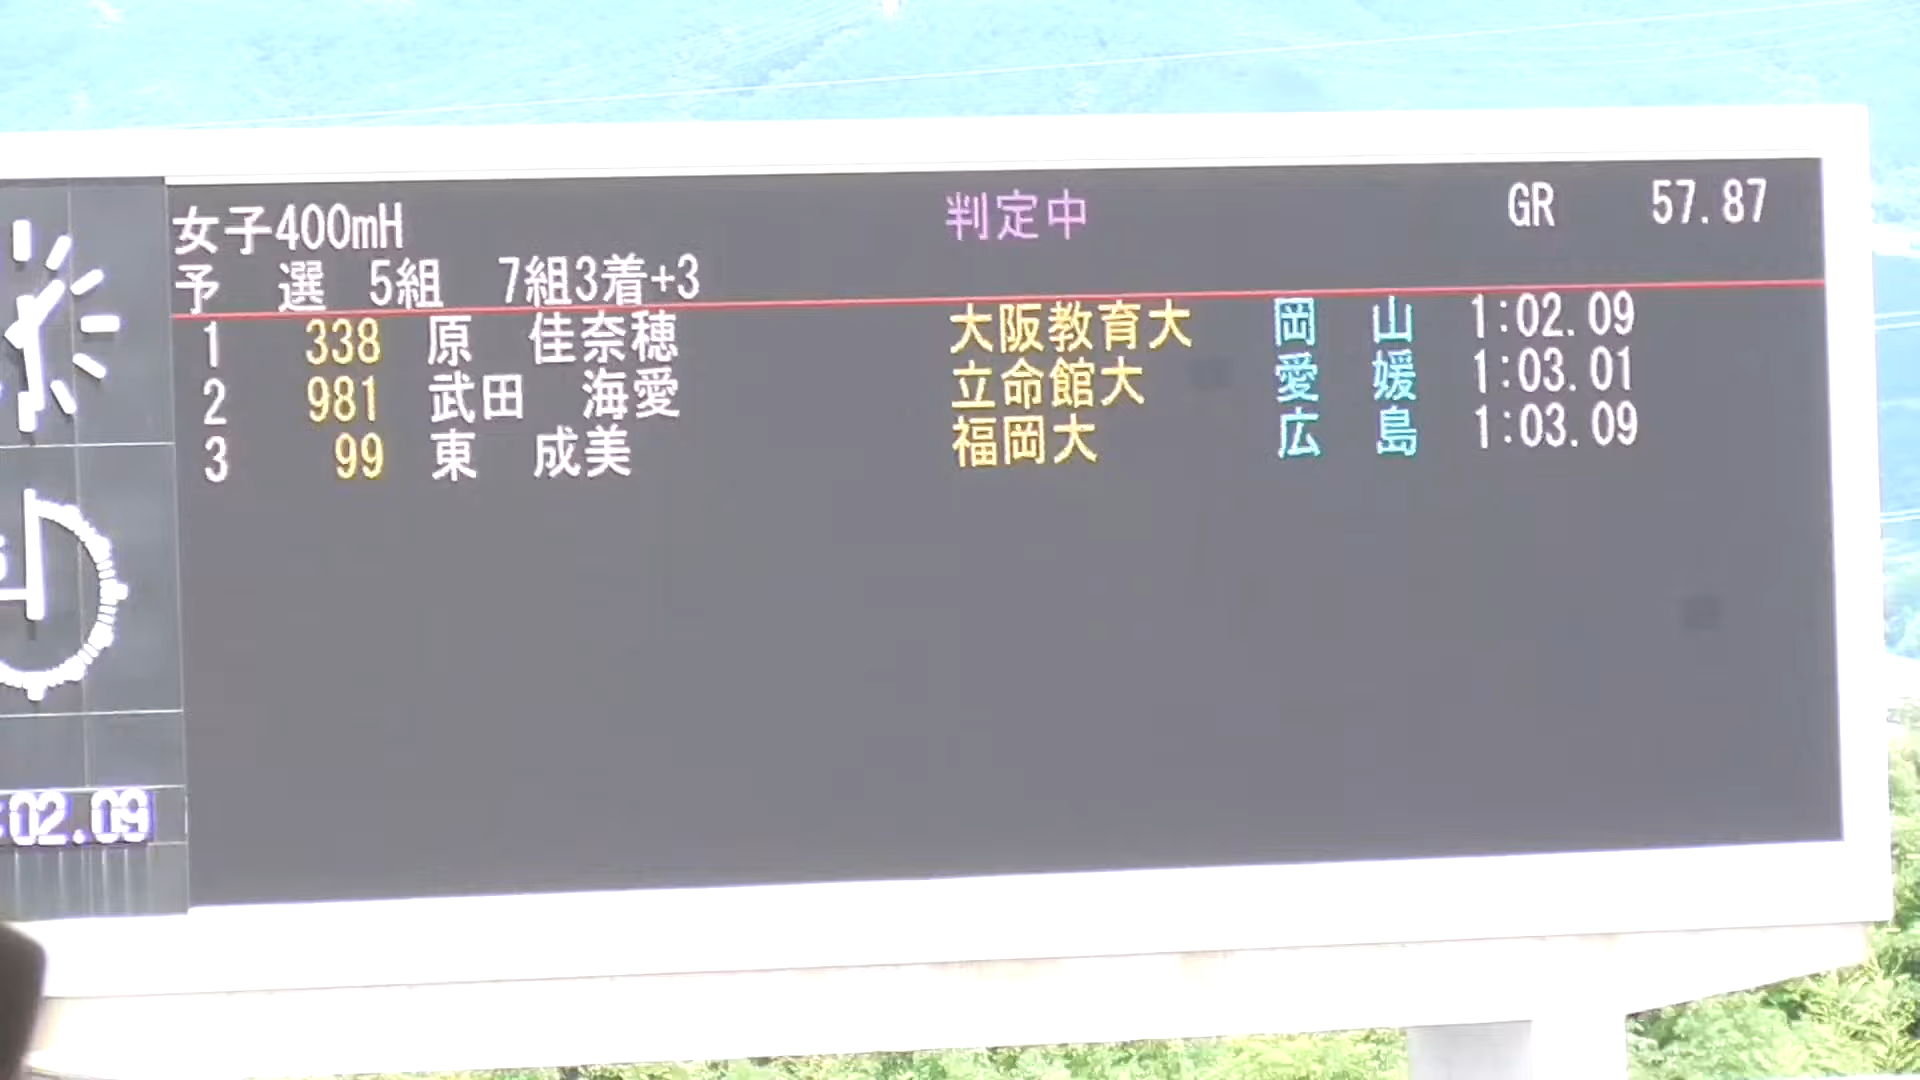 女子400mH 判定中 GR 57.87
予 選 5組 7組3着+3
1 338 原 佳奈穂 大阪教育大 岡 山 1:02.09
2 981 武田 海愛 立命館大 愛 媛 1:03.01
3 99 東 成美 福岡大 広 島 1:03.09
:02.09